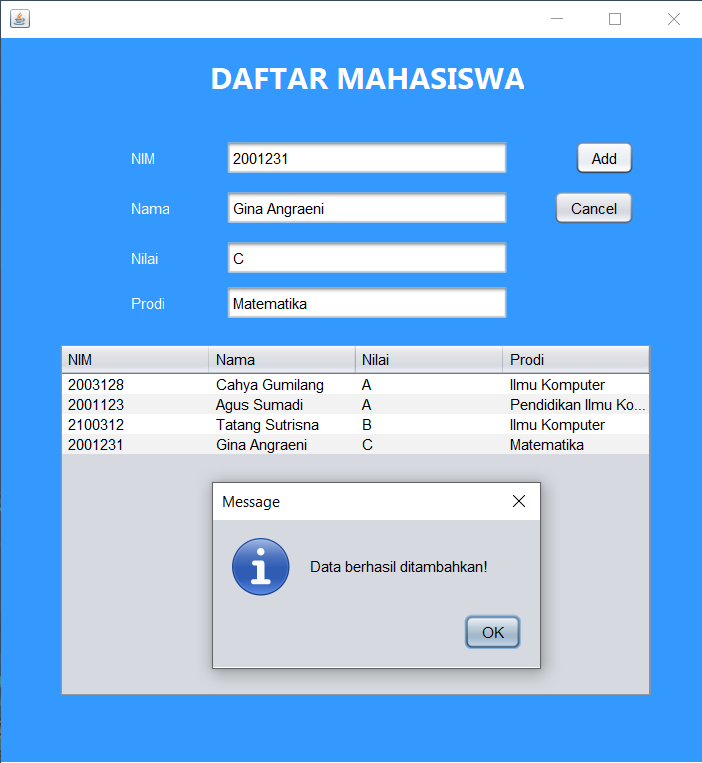 DAFTAR MAHASISWA
NIM 2001231 Add
Nama Gina Angraeni Cancel
Nilai C
Prodi Matematika
NIM Nama Nilai Prodi
2003128 Cahya Gumilang A Ilmu Komputer
2001123 Agus Sumadi A Pendidikan Ilmu Ko...
2100312 Tatang Sutrisna B Ilmu Komputer
2001231 Gina Angraeni C Matematika
Message
Data berhasil ditambahkan!
OK